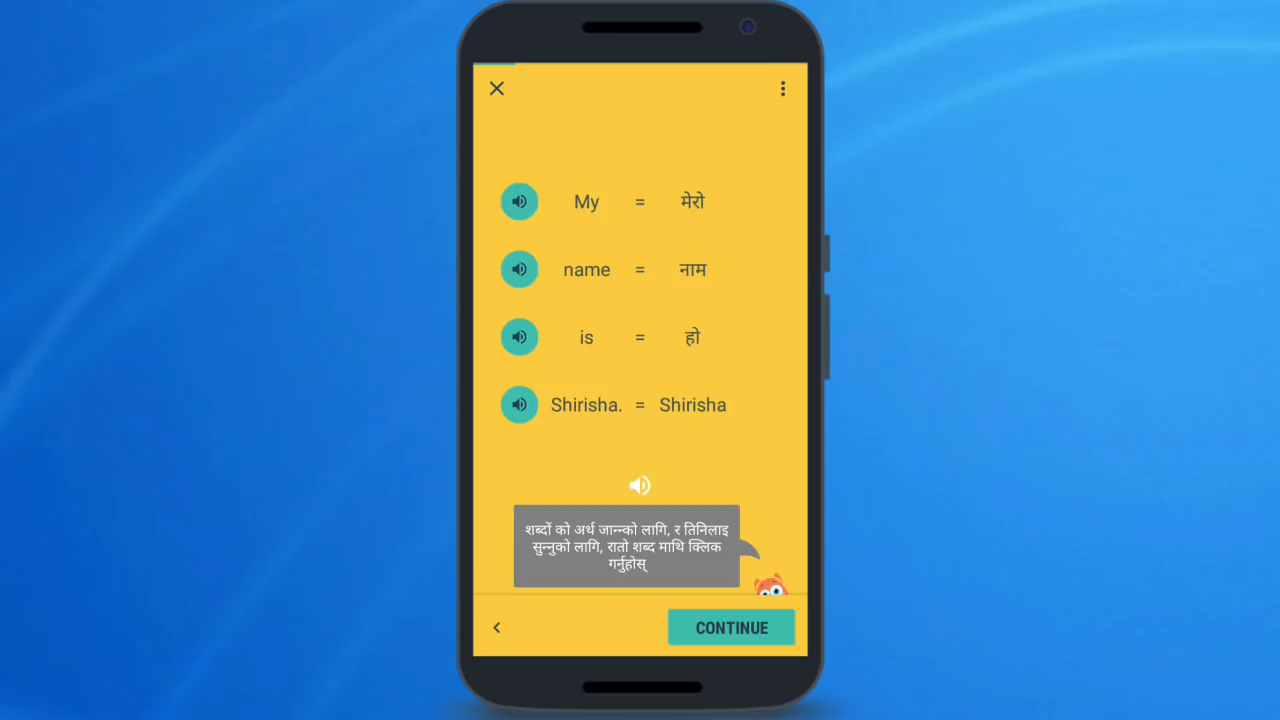 My = मेरो
name = नाम
is = हो
Shirisha. = Shirisha
शब्दों को अर्थ जान्न्को लागि, र तिनिलाइ
सुन्नुको लागि, रातो शब्द माथि क्लिक
गर्नुहोस्
CONTINUE